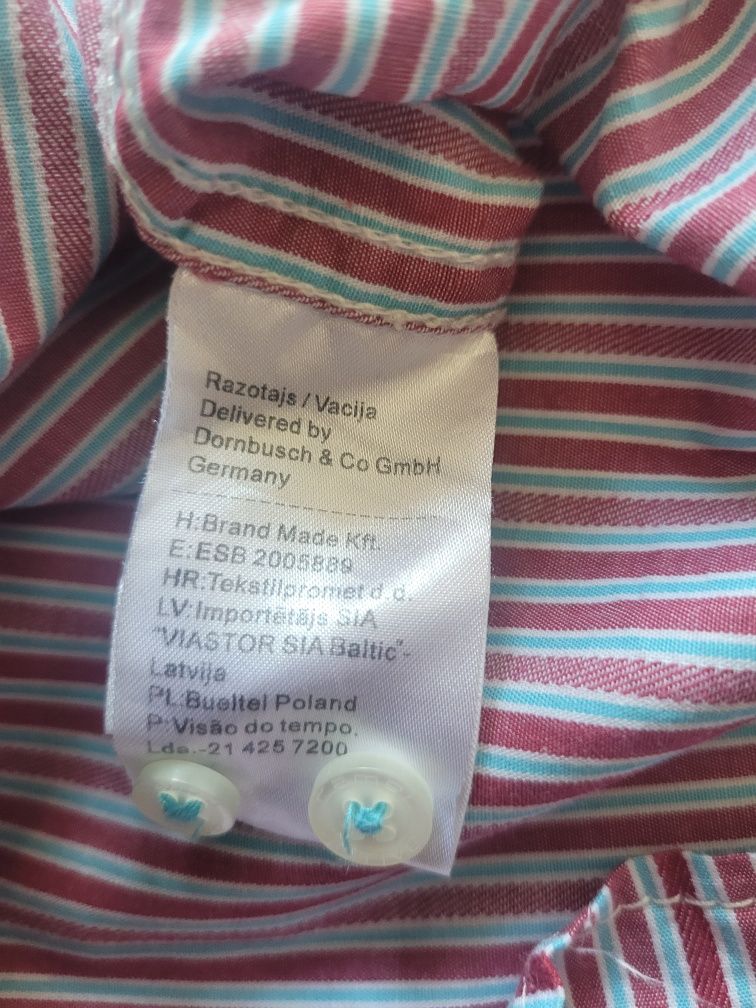 Razotajs / Vacija
Delivered by
Dornbusch & Co GmbH
Germany
H:Brand Made Kft.
E:ESB 2005889
HR:Tekstilpromet d.d.
LV:Importētājs SIA
"VIASTOR SIA Baltic"-
Latvija
PL:Bueltel Poland
P:Visão do tempo,
Lda.-21 425 7200